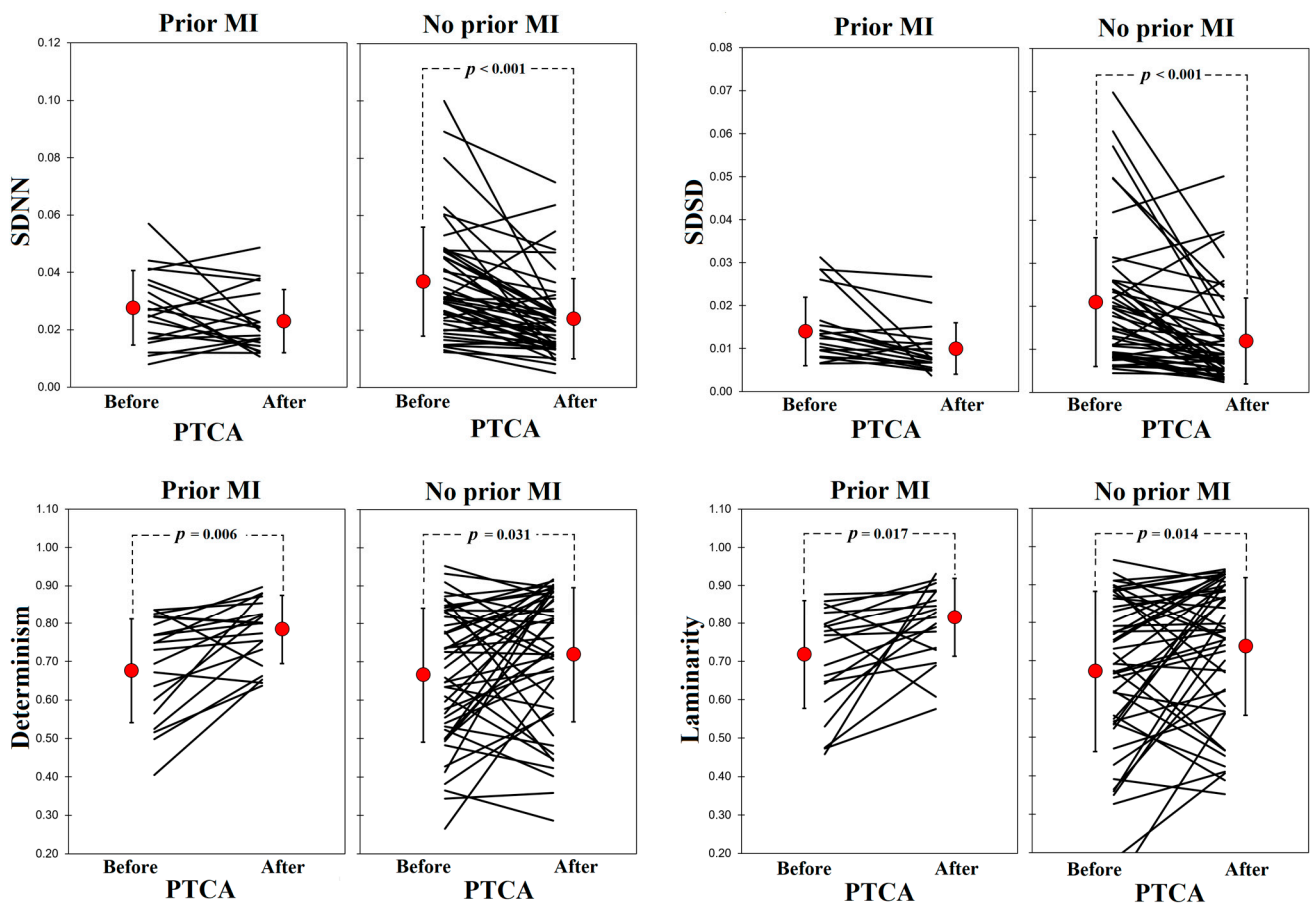 Prior MI
No prior MI
0.12
0.10
0.08
0.06
0.04
0.02
0.00
SDNN
p < 0.001
Before
After
Before
After
PTCA
PTCA
Prior MI
No prior MI
0.08
0.07
0.06
0.05
0.04
0.03
0.02
0.01
0.00
SDSD
p < 0.001
Before
After
Before
After
PTCA
PTCA
Prior MI
No prior MI
1.10
1.00
0.90
0.80
0.70
0.60
0.50
0.40
0.30
0.20
Determinism
p = 0.006
p = 0.031
Before
After
Before
After
PTCA
PTCA
Prior MI
No prior MI
1.10
1.00
0.90
0.80
0.70
0.60
0.50
0.40
0.30
0.20
Laminarity
p = 0.017
p = 0.014
Before
After
Before
After
PTCA
PTCA